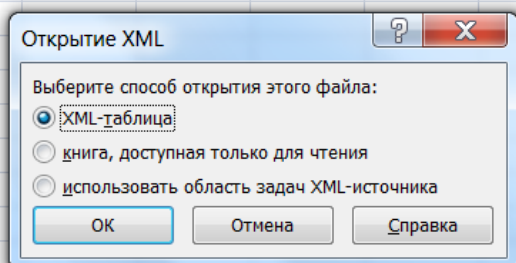 Открытие XML
Выберите способ открытия этого файла:
XML-таблица
книга, доступная только для чтения
использовать область задач XML-источника
ОК Отмена Справка